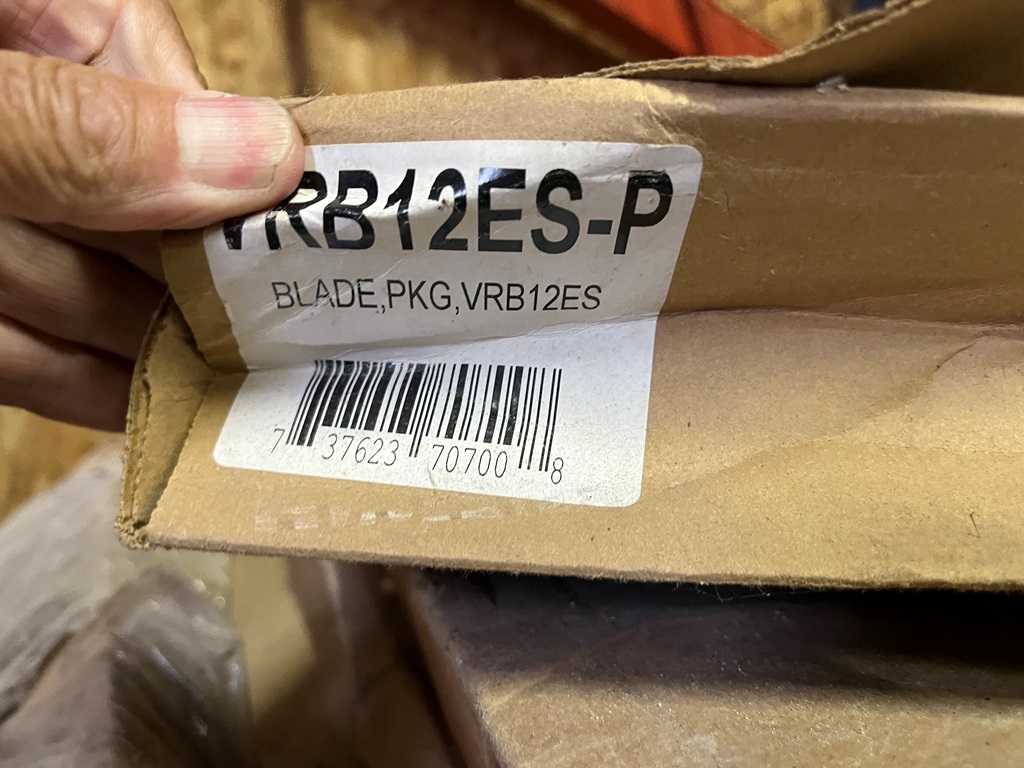 VRB12ES-P
BLADE,PKG,VRB12ES
7 37623 70700 8